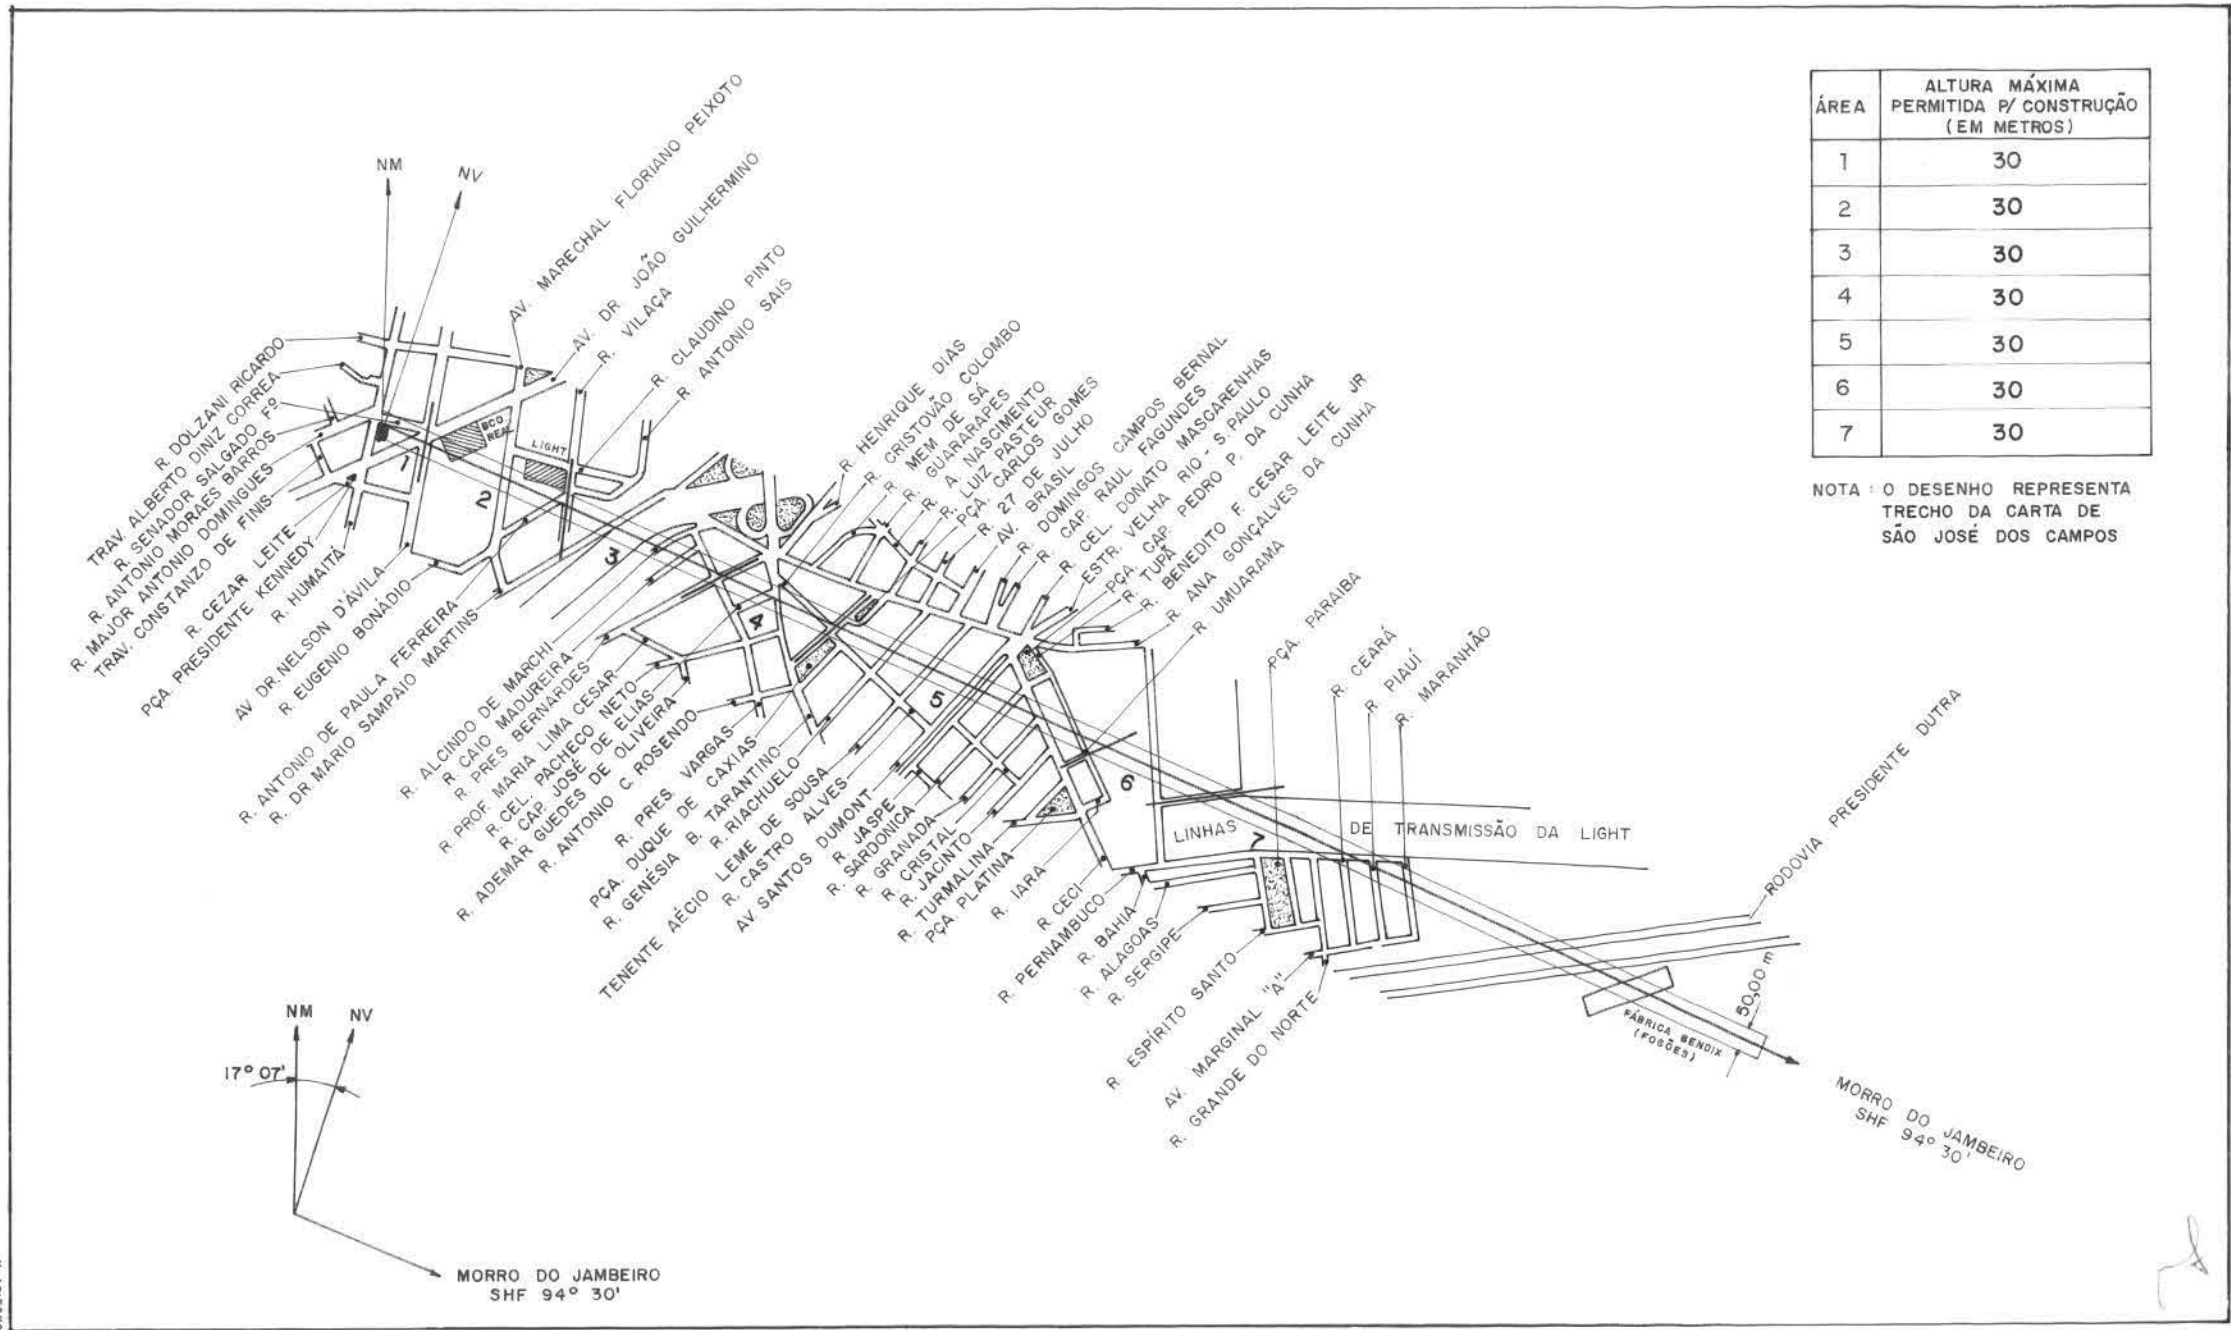 ÁREA
ALTURA MÁXIMA
PERMITIDA P/ CONSTRUÇÃO
(EM METROS)
1 30
2 30
3 30
4 30
5 30
6 30
7 30
NOTA : O DESENHO REPRESENTA
TRECHO DA CARTA DE
SÃO JOSÉ DOS CAMPOS
NM
NV
AV. MARECHAL FLORIANO PEIXOTO
AV. DR. JOÃO GUILHERMINO
R. VILAÇA
R. CLAUDINO PINTO
R. ANTONIO SAIS
R. HENRIQUE DIAS
R. CRISTOVÃO COLOMBO
R. MEM DE SÁ
R. GUARARAPES
R. A. NASCIMENTO
R. LUIZ PASTEUR
PÇA. CARLOS GOMES
R. 27 DE JULHO
AV. BRASIL
R. DOMINGOS CAMPOS BERNAL
R. CAP. RAUL FAGUNDES
R. CEL. DONATO MASCARENHAS
ESTR. VELHA RIO - S. PAULO
PÇA. CAP. PEDRO P. DA CUNHA
R. TUPÃ
R. BENEDITO F. CESAR LEITE JR
R. ANA GONÇALVES DA CUNHA
R. UMUARAMA
PÇA. PARAIBA
R. CEARÁ
R. PIAUÍ
R. MARANHÃO
RODOVIA PRESIDENTE DUTRA
R. DOLZANI RICARDO
TRAV. ALBERTO DINIZ CORREA
R. SENADOR SALGADO Fº
R. ANTONIO MORAES BARROS
R. MAJOR ANTONIO DOMINGUES
TRAV. CONSTANZO DE FINIS
R. CEZAR LEITE
PÇA. PRESIDENTE KENNEDY
R. HUMAITÁ
AV. DR. NELSON D'ÁVILA
R. EUGENIO BONÁDIO
R. ANTONIO DE PAULA FERREIRA
R. DR MARIO SAMPAIO MARTINS
R. ALCINDO DE MARCHI
R. CAIO MADUREIRA
R. PRES BERNARDES
R. PROF. MARIA LIMA CESAR
R. CEL. PACHECO NETO
R. CAP. JOSÉ DE ELIAS
R. ADEMAR GUEDES DE OLIVEIRA
R. ANTONIO C. ROSENDO
R. PRES. VARGAS
PÇA. DUQUE DE CAXIAS
R. GENÉSIA B. TARANTINO
R. RIACHUELO
TENENTE AÉCIO LEME DE SOUSA
R. CASTRO ALVES
AV. SANTOS DUMONT
R. JASPE
R. SARDONICA
R. GRANADA
R. CRISTAL
R. JACINTO
R. TURMALINA
PÇA. PLATINA
R. IARA
R. CECI
R. PERNAMBUCO
R. BAHIA
R. ALAGOAS
R. SERGIPE
R. ESPÍRITO SANTO
AV. MARGINAL "A"
R. GRANDE DO NORTE
BCO. REAL
LIGHT
1
2
3
4
5
6
7
LINHAS DE TRANSMISSÃO DA LIGHT
FÁBRICA BENDIX
(FOGÕES)
50,00 m
MORRO DO JAMBEIRO
SHF 94° 30'
NM
NV
17° 07'
MORRO DO JAMBEIRO
SHF 94° 30'